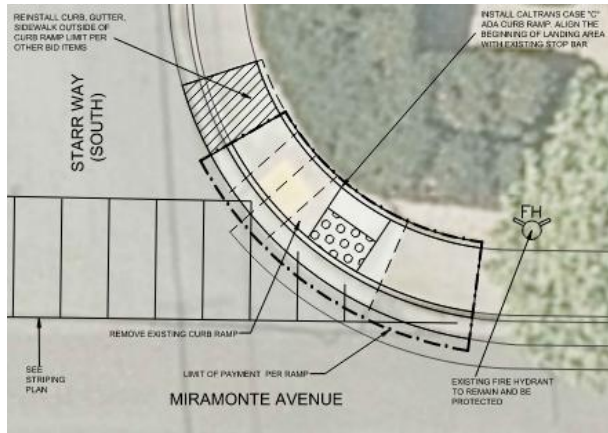 REINSTALL CURB, GUTTER,
SIDEWALK OUTSIDE OF
CURB RAMP LIMIT PER
OTHER BID ITEMS
INSTALL CALTRANS CASE "C"
ADA CURB RAMP. ALIGN THE
BEGINNING OF LANDING AREA
WITH EXISTING STOP BAR
STARR WAY
(SOUTH)
FH
REMOVE EXISTING CURB RAMP
SEE
STRIPING
PLAN
LIMIT OF PAYMENT PER RAMP
EXISTING FIRE HYDRANT
TO REMAIN AND BE
PROTECTED
MIRAMONTE AVENUE